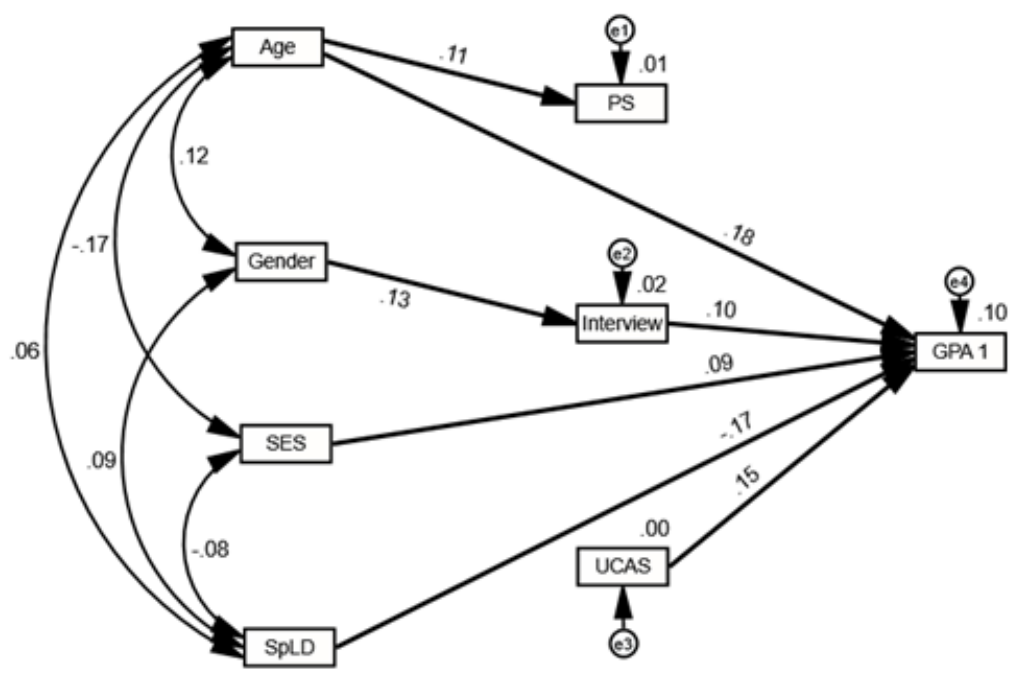 e1
Age
.11
.01
PS
.12
.18
-.17
Gender
e2
.13
.02
e4
Interview
.10
.10
GPA 1
.06
.09
SES
-.17
.09
.15
-.08
.00
UCAS
SpLD
e3